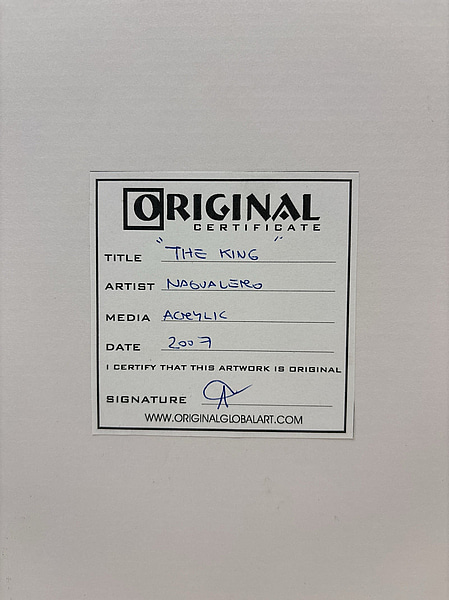 ORIGINAL
CERTIFICATE
TITLE "THE KING"
ARTIST NAGUALERO
MEDIA ACRYLIC
DATE 2007
I CERTIFY THAT THIS ARTWORK IS ORIGINAL
SIGNATURE
WWW.ORIGINALGLOBALART.COM